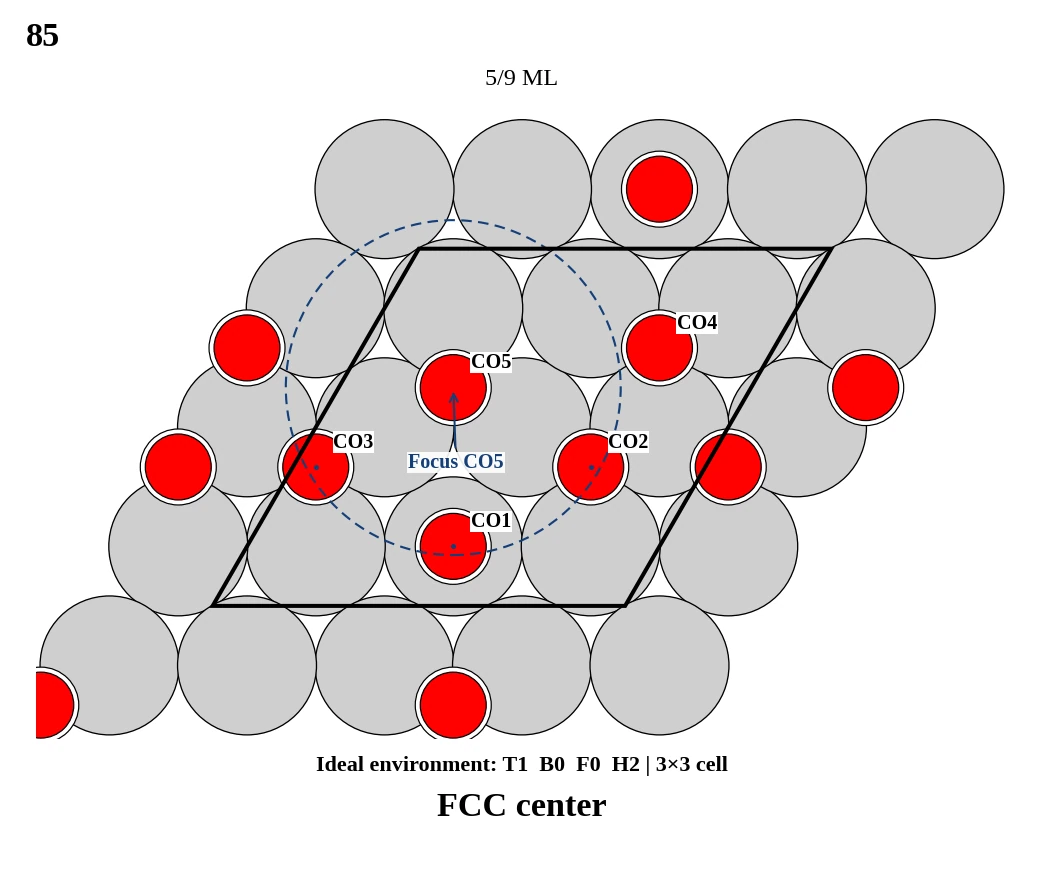 85
5/9 ML
CO4
CO5
CO3
CO2
Focus CO5
CO1
Ideal environment: T1  B0  F0  H2 | 3×3 cell
FCC center